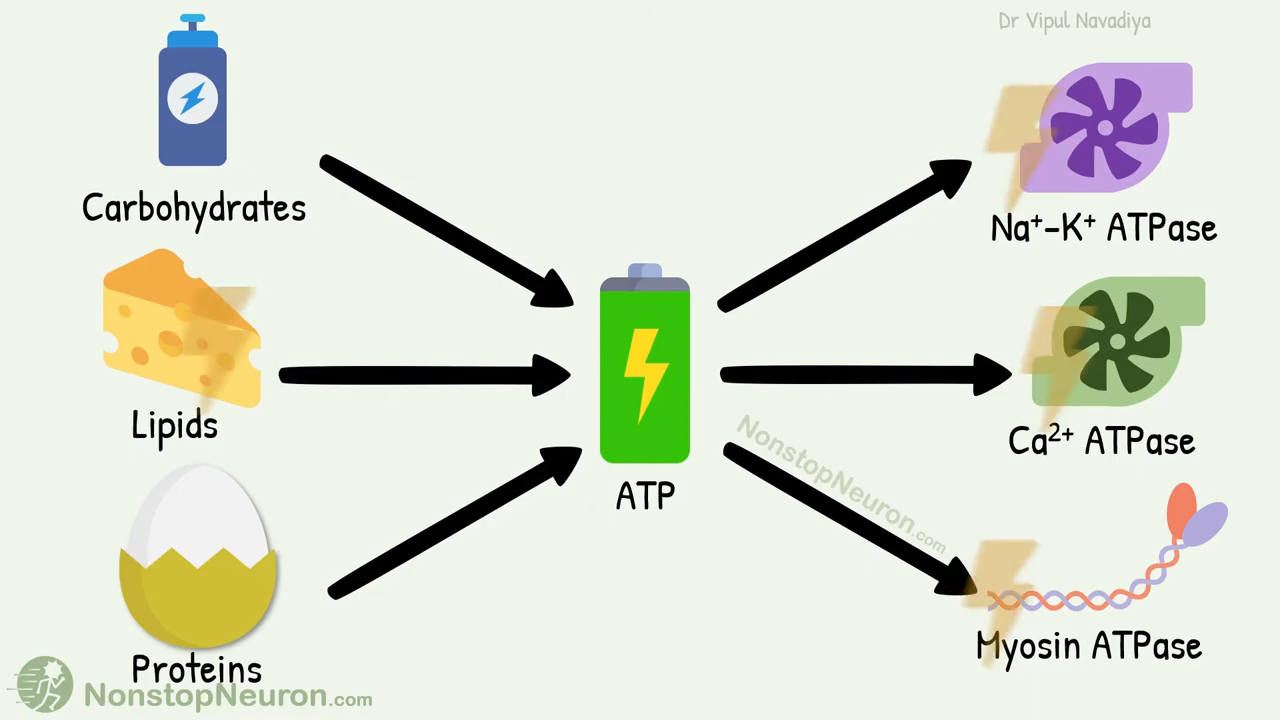 Dr Vipul Navadiya
Carbohydrates
Na⁺-K⁺ ATPase
Lipids
Ca²⁺ ATPase
ATP
NonstopNeuron.com
Proteins
Myosin ATPase
NonstopNeuron.com